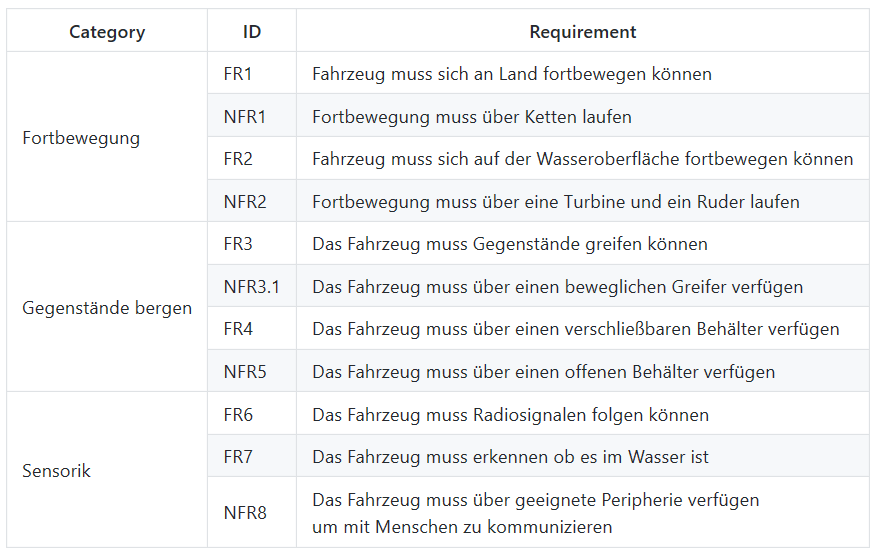 Category ID Requirement
Fortbewegung
FR1 Fahrzeug muss sich an Land fortbewegen können
NFR1 Fortbewegung muss über Ketten laufen
FR2 Fahrzeug muss sich auf der Wasseroberfläche fortbewegen können
NFR2 Fortbewegung muss über eine Turbine und ein Ruder laufen
Gegenstände bergen
FR3 Das Fahrzeug muss Gegenstände greifen können
NFR3.1 Das Fahrzeug muss über einen beweglichen Greifer verfügen
FR4 Das Fahrzeug muss über einen verschließbaren Behälter verfügen
NFR5 Das Fahrzeug muss über einen offenen Behälter verfügen
Sensorik
FR6 Das Fahrzeug muss Radiosignalen folgen können
FR7 Das Fahrzeug muss erkennen ob es im Wasser ist
NFR8 Das Fahrzeug muss über geeignete Peripherie verfügen
um mit Menschen zu kommunizieren